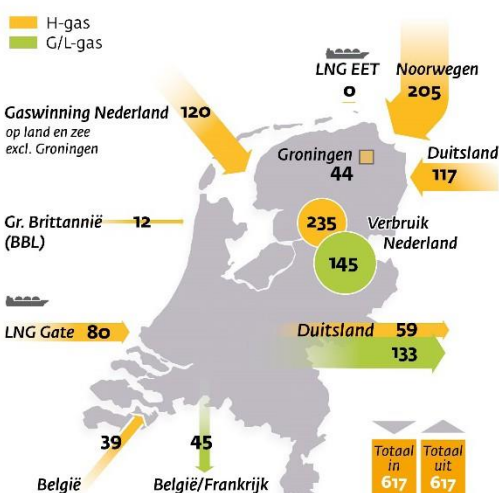 H-gas
G/L-gas
LNG EET
0
Noorwegen
205
Gaswinning Nederland 120
op land en zee
excl. Groningen
Groningen
44
Duitsland
117
Gr. Brittannië 12
(BBL)
235
Verbruik
Nederland
145
LNG Gate 80
Duitsland 59
133
39
België
45
België/Frankrijk
Totaal
in
617
Totaal
uit
617